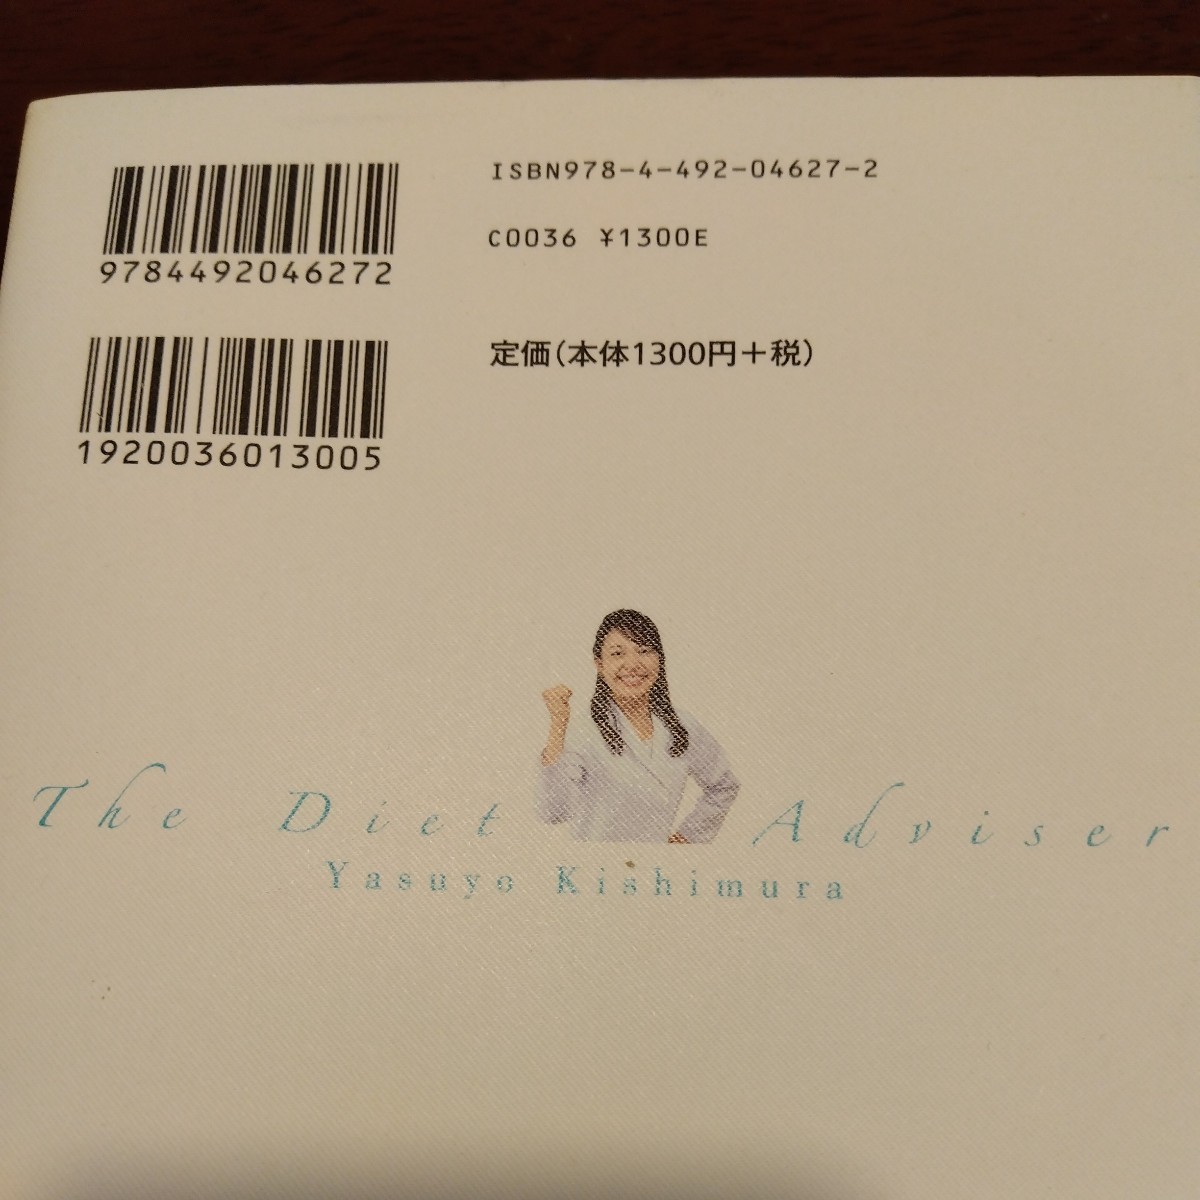 ISBN978-4-492-04627-2
C0036 ¥1300E
9784492046272
定価(本体1300円+税)
1920036013005
The Diet Adviser
Yasuyo Kishimura